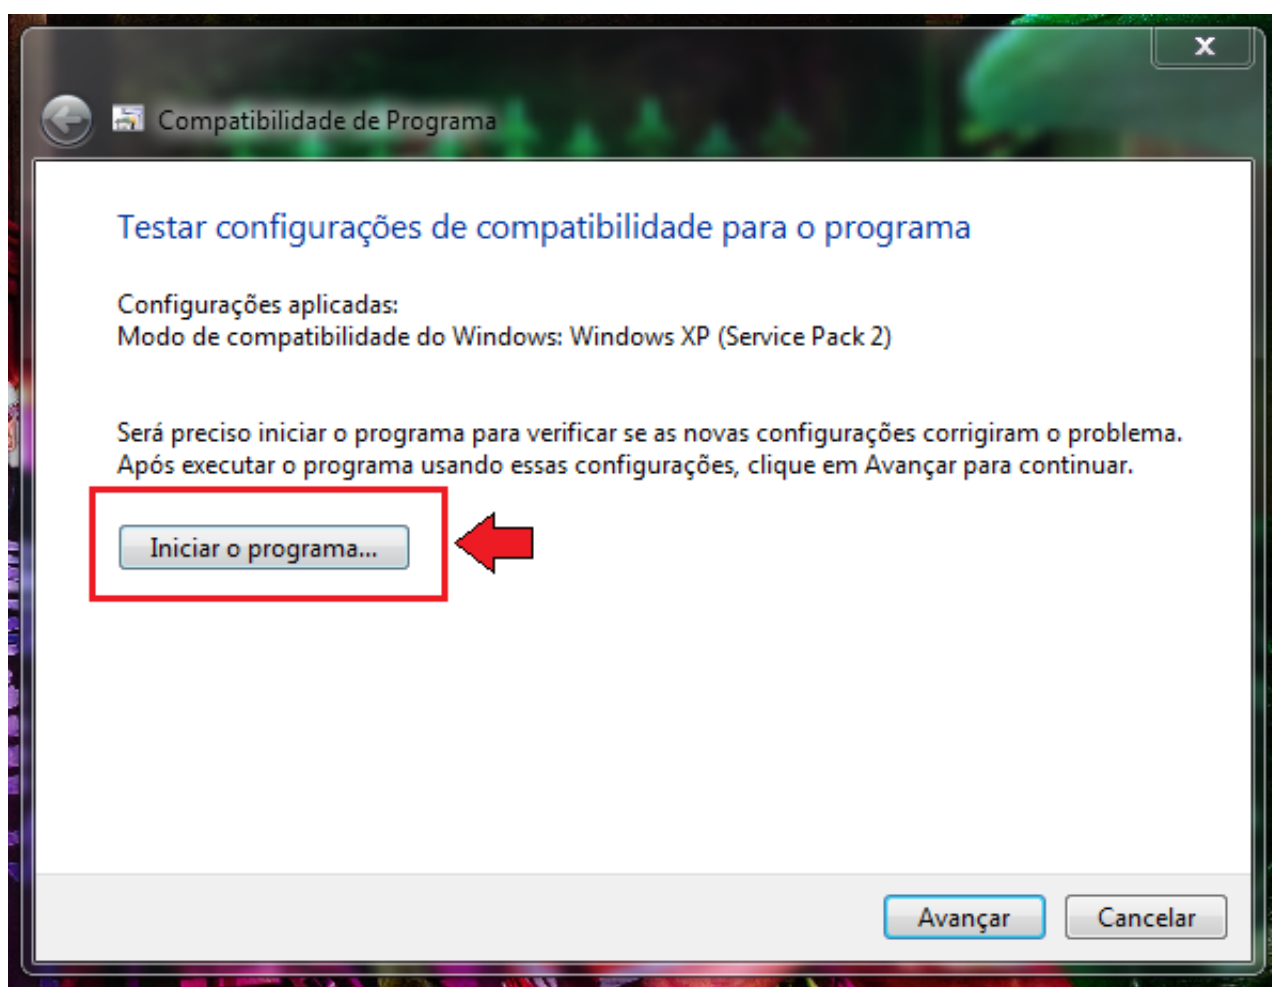 Compatibilidade de Programa
Testar configurações de compatibilidade para o programa
Configurações aplicadas:
Modo de compatibilidade do Windows: Windows XP (Service Pack 2)
Será preciso iniciar o programa para verificar se as novas configurações corrigiram o problema.
Após executar o programa usando essas configurações, clique em Avançar para continuar.
Iniciar o programa...
Avançar
Cancelar